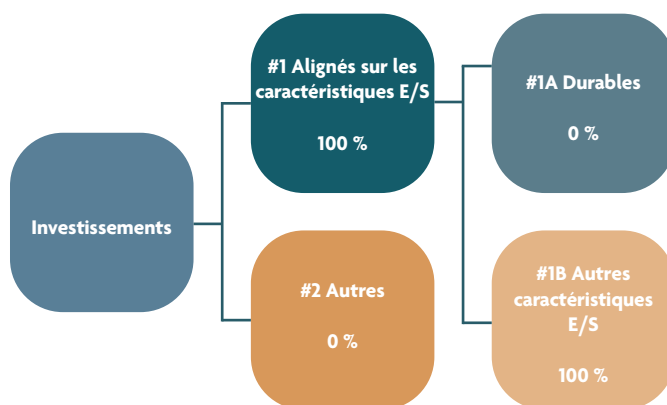 #1 Alignés sur les
caractéristiques E/S
100 %
#1A Durables
0 %
Investissements
#2 Autres
0 %
#1B Autres
caractéristiques
E/S
100 %